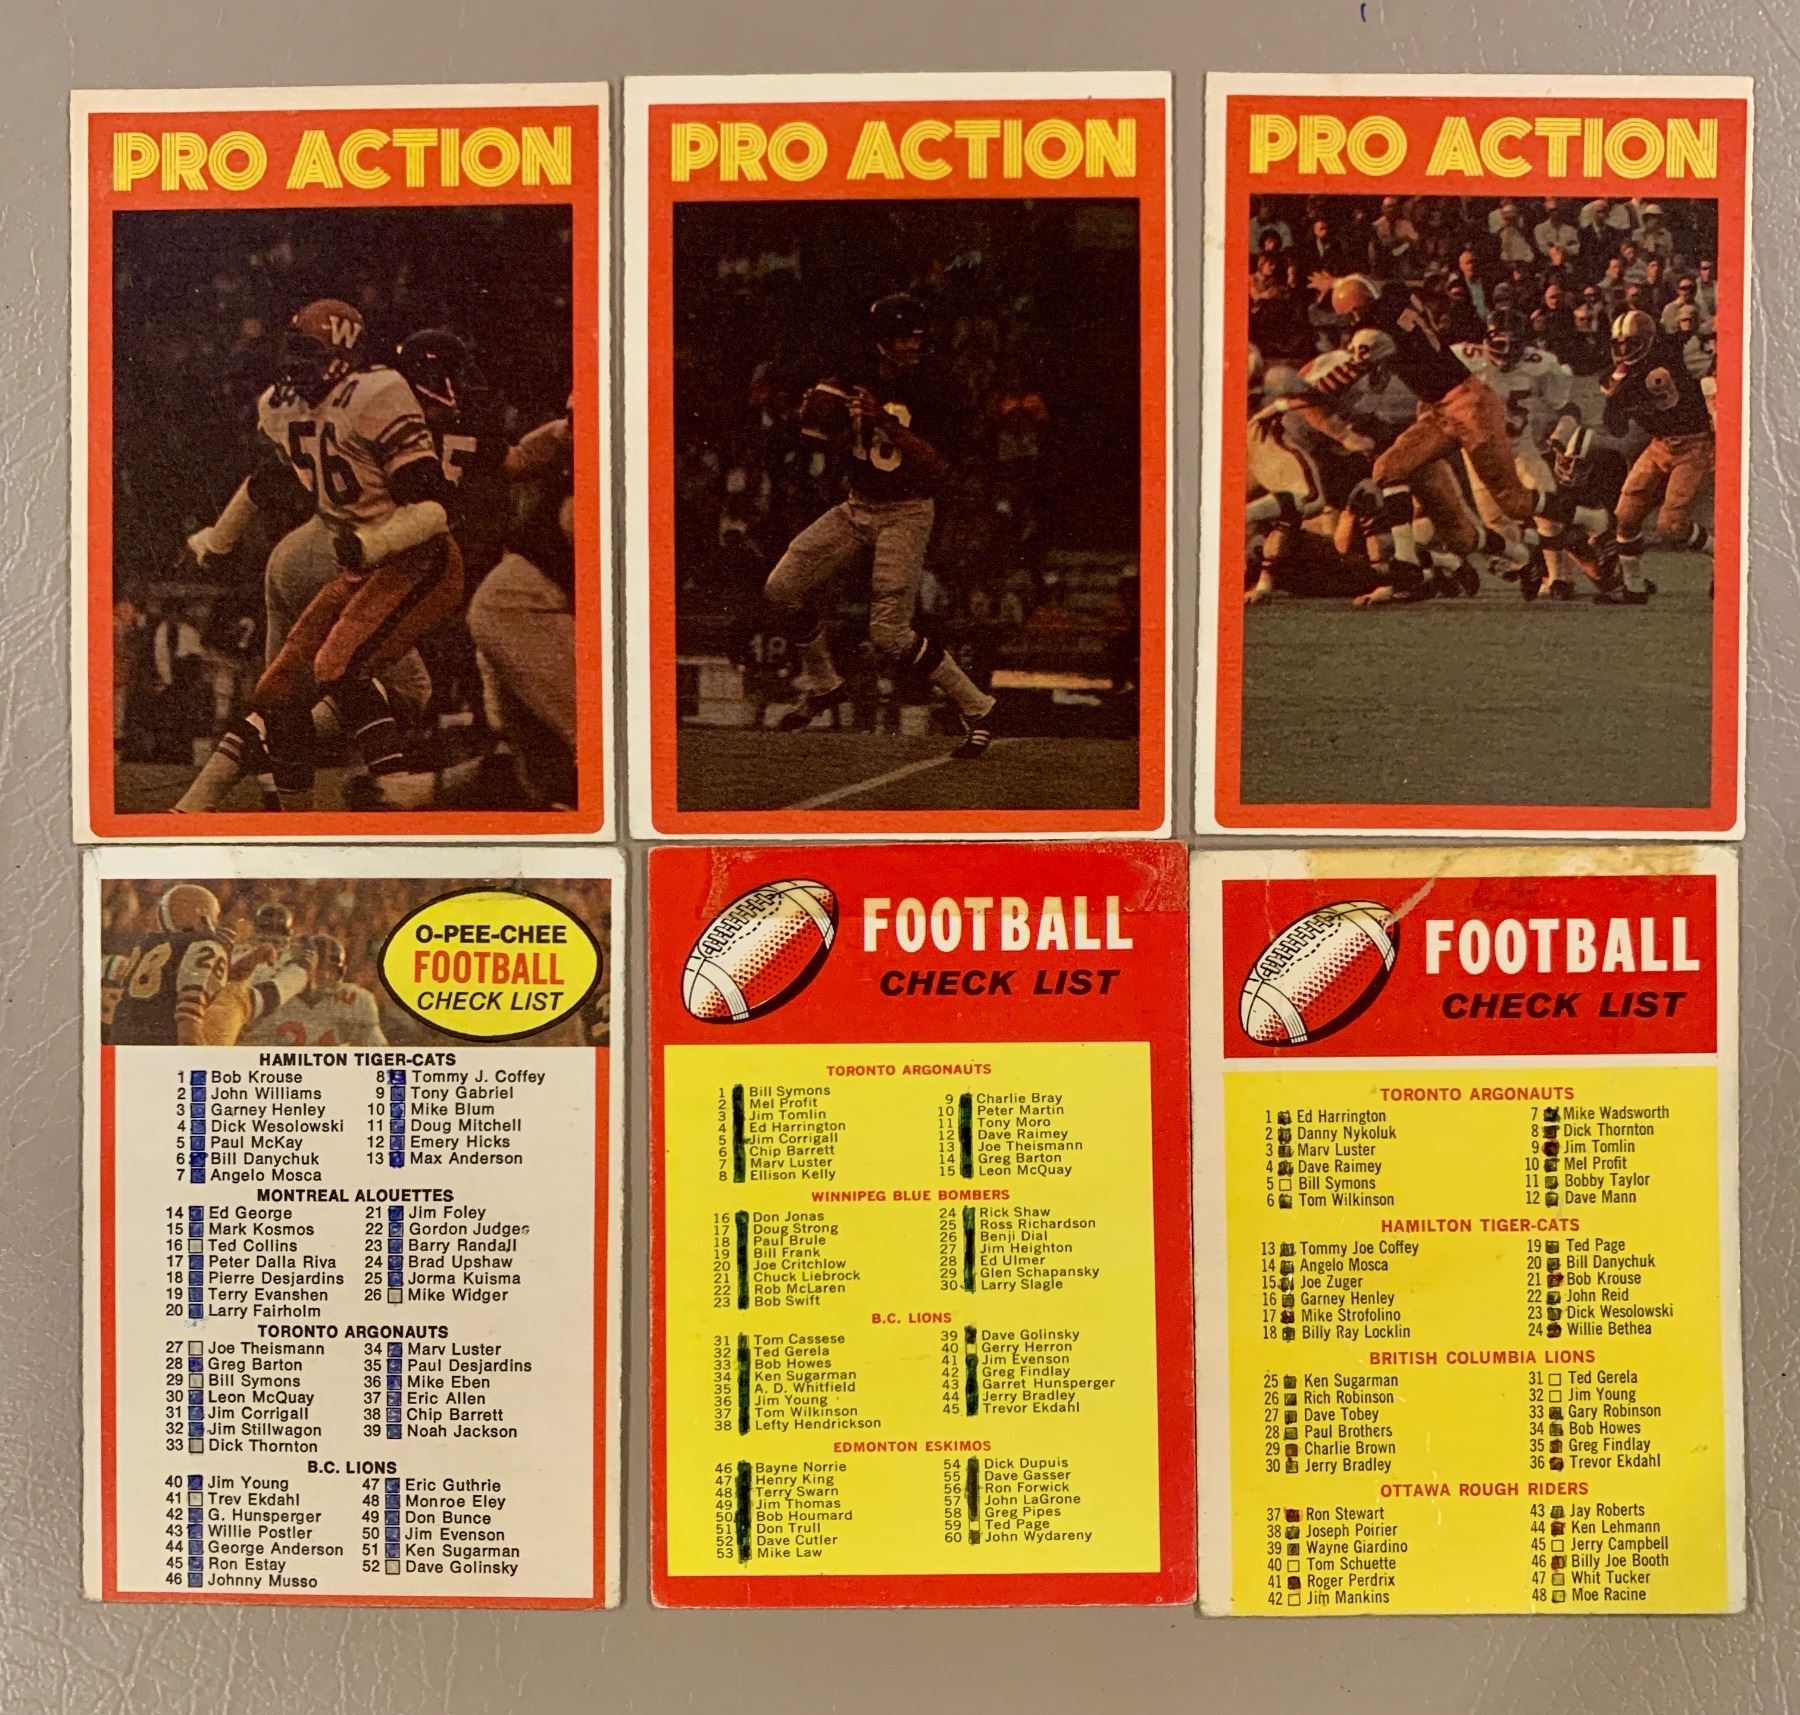 PRO ACTION
PRO ACTION
PRO ACTION
W
56
5
18
O-PEE-CHEE
FOOTBALL
CHECK LIST
26
HAMILTON TIGER-CATS
1 Bob Krouse
2 John Williams
3 Garney Henley
4 Dick Wesolowski
5 Paul McKay
6 Bill Danychuk
7 Angelo Mosca
8 Tommy J. Coffey
9 Tony Gabriel
10 Mike Blum
11 Doug Mitchell
12 Emery Hicks
13 Max Anderson
MONTREAL ALOUETTES
14 Ed George
15 Mark Kosmos
16 Ted Collins
17 Peter Dalla Riva
18 Pierre Desjardins
19 Terry Evanshen
20 Larry Fairholm
21 Jim Foley
22 Gordon Judges
23 Barry Randall
24 Brad Upshaw
25 Jorma Kuisma
26 Mike Widger
TORONTO ARGONAUTS
27 Joe Theismann
28 Greg Barton
29 Bill Symons
30 Leon McQuay
31 Jim Corrigall
32 Jim Stillwagon
33 Dick Thornton
34 Marv Luster
35 Paul Desjardins
36 Mike Eben
37 Eric Allen
38 Chip Barrett
39 Noah Jackson
B.C. LIONS
40 Jim Young
41 Trev Ekdahl
42 G. Hunsperger
43 Willie Postler
44 George Anderson
45 Ron Estay
46 Johnny Musso
47 Eric Guthrie
48 Monroe Eley
49 Don Bunce
50 Jim Evenson
51 Ken Sugarman
52 Dave Golinsky
FOOTBALL
CHECK LIST
TORONTO ARGONAUTS
1 Bill Symons
2 Mel Profit
3 Jim Tomlin
4 Ed Harrington
5 Jim Corrigall
6 Chip Barrett
7 Marv Luster
8 Ellison Kelly
9 Charlie Bray
10 Peter Martin
11 Tony Moro
12 Dave Raimey
13 Joe Theismann
14 Greg Barton
15 Leon McQuay
WINNIPEG BLUE BOMBERS
16 Don Jonas
17 Doug Strong
18 Paul Brule
19 Bill Frank
20 Joe Critchlow
21 Chuck Liebrock
22 Rob McLaren
23 Bob Swift
24 Rick Shaw
25 Ross Richardson
26 Benji Dial
27 Jim Heighton
28 Ed Ulmer
29 Glen Schapansky
30 Larry Slagle
B.C. LIONS
31 Tom Cassese
32 Ted Gerela
33 Bob Howes
34 Ken Sugarman
35 A. D. Whitfield
36 Jim Young
37 Tom Wilkinson
38 Lefty Hendrickson
39 Dave Golinsky
40 Gerry Herron
41 Jim Evenson
42 Greg Findlay
43 Garret Hunsperger
44 Jerry Bradley
45 Trevor Ekdahl
EDMONTON ESKIMOS
46 Bayne Norrie
47 Henry King
48 Terry Swarn
49 Jim Thomas
50 Bob Houmard
51 Don Trull
52 Dave Cutler
53 Mike Law
54 Dick Dupuis
55 Dave Gasser
56 Ron Forwick
57 John LaGrone
58 Greg Pipes
59 Ted Page
60 John Wydareny
FOOTBALL
CHECK LIST
TORONTO ARGONAUTS
1 Ed Harrington
2 Danny Nykoluk
3 Marv Luster
4 Dave Raimey
5 Bill Symons
6 Tom Wilkinson
7 Mike Wadsworth
8 Dick Thornton
9 Jim Tomlin
10 Mel Profit
11 Bobby Taylor
12 Dave Mann
HAMILTON TIGER-CATS
13 Tommy Joe Coffey
14 Angelo Mosca
15 Joe Zuger
16 Garney Henley
17 Mike Strofolino
18 Billy Ray Locklin
19 Ted Page
20 Bill Danychuk
21 Bob Krouse
22 John Reid
23 Dick Wesolowski
24 Willie Bethea
BRITISH COLUMBIA LIONS
25 Ken Sugarman
26 Rich Robinson
27 Dave Tobey
28 Paul Brothers
29 Charlie Brown
30 Jerry Bradley
31 Ted Gerela
32 Jim Young
33 Gary Robinson
34 Bob Howes
35 Greg Findlay
36 Trevor Ekdahl
OTTAWA ROUGH RIDERS
37 Ron Stewart
38 Joseph Poirier
39 Wayne Giardino
40 Tom Schuette
41 Roger Perdrix
42 Jim Mankins
43 Jay Roberts
44 Ken Lehmann
45 Jerry Campbell
46 Billy Joe Booth
47 Whit Tucker
48 Moe Racine